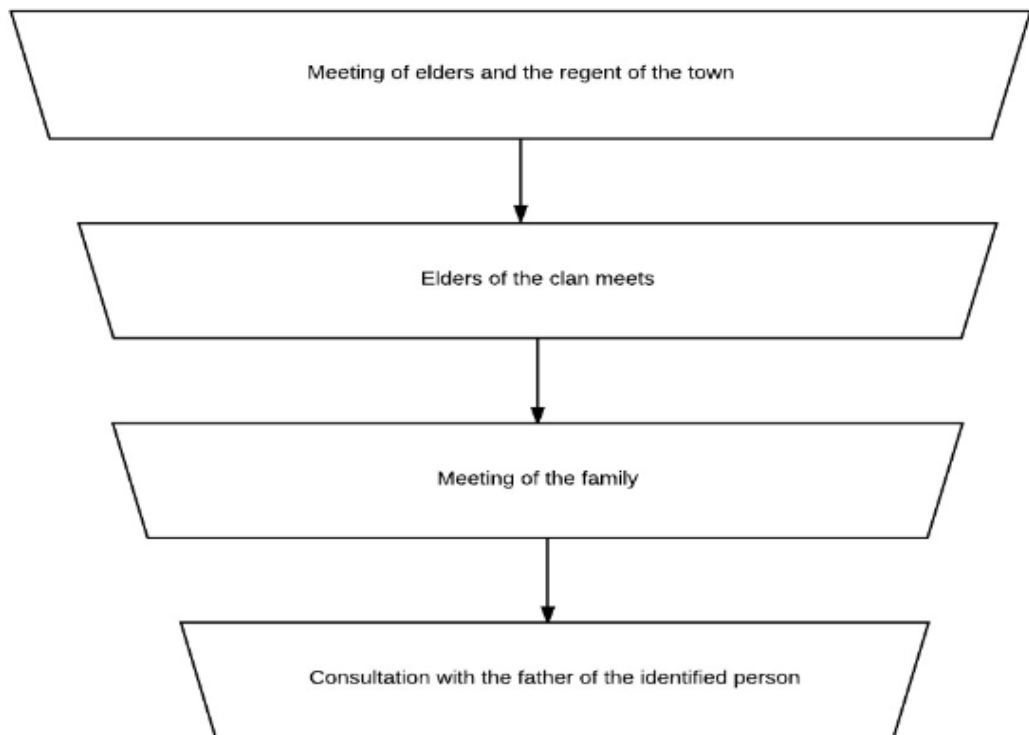 Meeting of elders and the regent of the town
Elders of the clan meets
Meeting of the family
Consultation with the father of the identified person